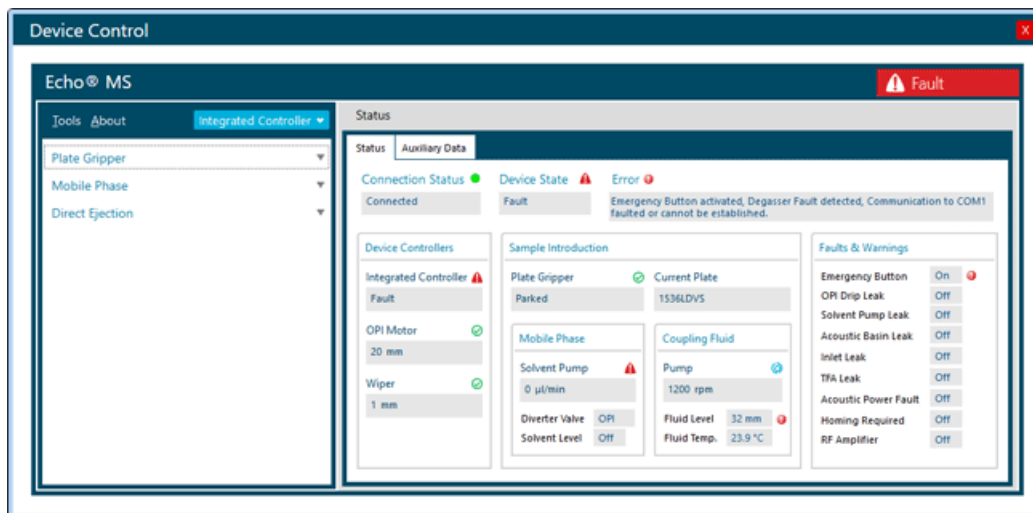 Device Control
X
Echo® MS
Fault
Tools About
Integrated Controller
Plate Gripper
Mobile Phase
Direct Ejection
Status
Status
Auxiliary Data
Connection Status
Connected
Device State
Fault
Error
Emergency Button activated, Degasser Fault detected, Communication to COM1
faulted or cannot be established.
Device Controllers
Integrated Controller
Fault
OPI Motor
20 mm
Wiper
1 mm
Sample Introduction
Plate Gripper
Parked
Current Plate
1536LDVS
Mobile Phase
Solvent Pump
0 µl/min
Diverter Valve OPI
Solvent Level Off
Coupling Fluid
Pump
1200 rpm
Fluid Level 32 mm
Fluid Temp. 23.9 °C
Faults & Warnings
Emergency Button On
OPI Drip Leak Off
Solvent Pump Leak Off
Acoustic Basin Leak Off
Inlet Leak Off
TFA Leak Off
Acoustic Power Fault Off
Homing Required Off
RF Amplifier Off